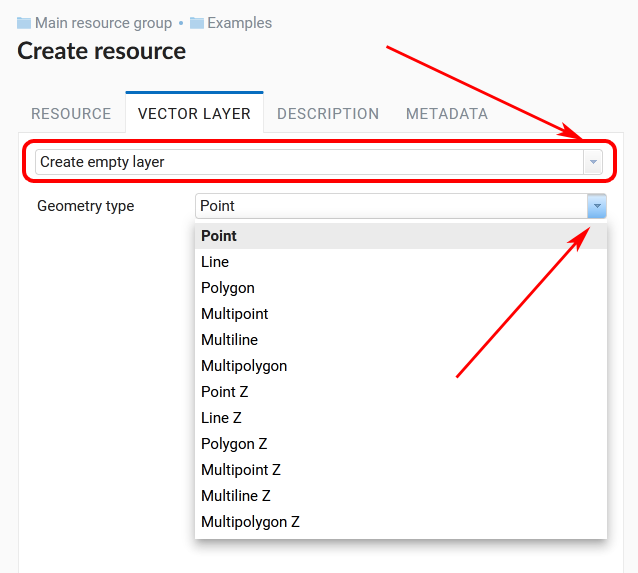 Main resource group • Examples
Create resource
RESOURCE VECTOR LAYER DESCRIPTION METADATA
Create empty layer
Geometry type Point
Point
Line
Polygon
Multipoint
Multiline
Multipolygon
Point Z
Line Z
Polygon Z
Multipoint Z
Multiline Z
Multipolygon Z